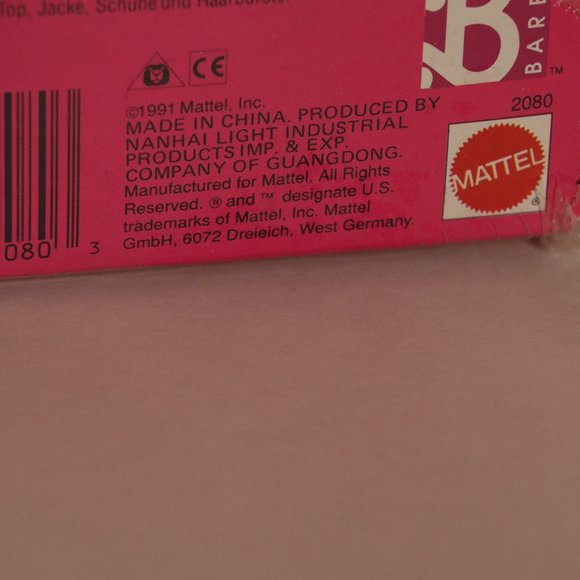 Top, Jacke, Schuhe und Haarbürste.
B
BARB
™
CE
©1991 Mattel, Inc.
MADE IN CHINA. PRODUCED BY
NANHAI LIGHT INDUSTRIAL
PRODUCTS IMP. & EXP.
COMPANY OF GUANGDONG.
Manufactured for Mattel. All Rights
Reserved. ® and ™ designate U.S.
trademarks of Mattel, Inc. Mattel
GmbH, 6072 Dreieich, West Germany.
2080
MATTEL
®
080 3